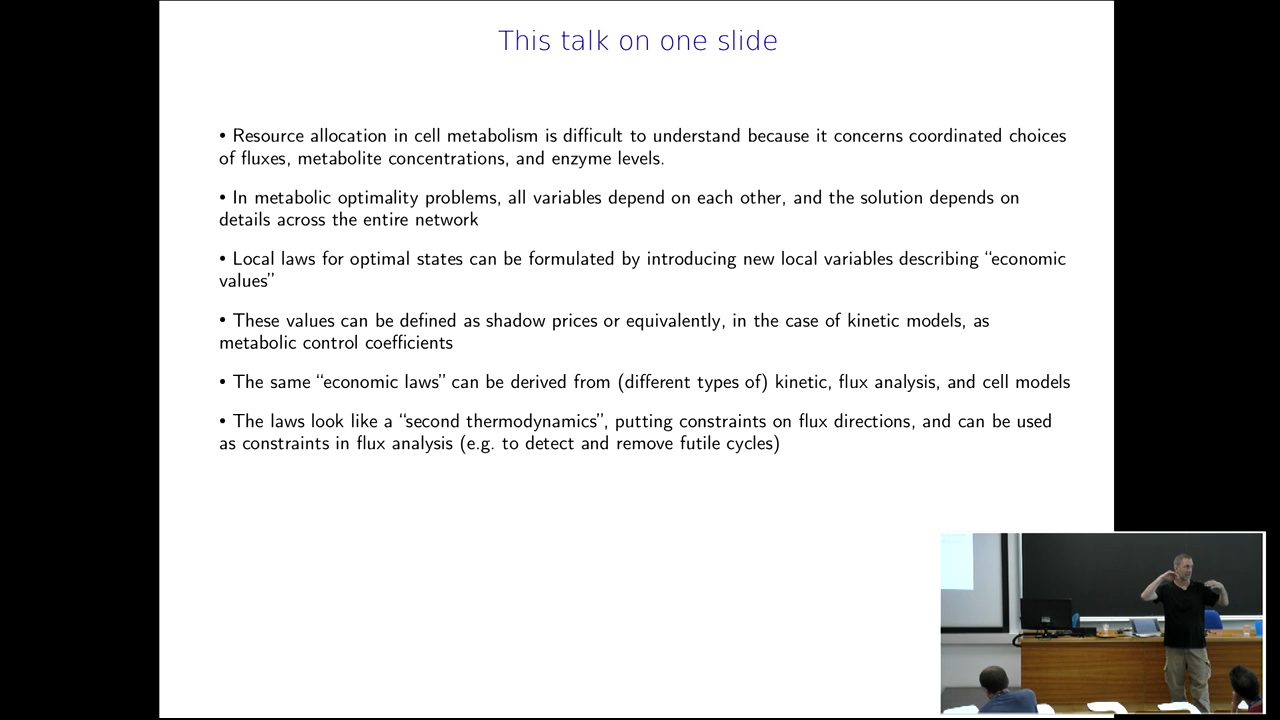 This talk on one slide
• Resource allocation in cell metabolism is difficult to understand because it concerns coordinated choices
of fluxes, metabolite concentrations, and enzyme levels.
• In metabolic optimality problems, all variables depend on each other, and the solution depends on
details across the entire network
• Local laws for optimal states can be formulated by introducing new local variables describing “economic
values”
• These values can be defined as shadow prices or equivalently, in the case of kinetic models, as
metabolic control coefficients
• The same “economic laws” can be derived from (different types of) kinetic, flux analysis, and cell models
• The laws look like a “second thermodynamics”, putting constraints on flux directions, and can be used
as constraints in flux analysis (e.g. to detect and remove futile cycles)